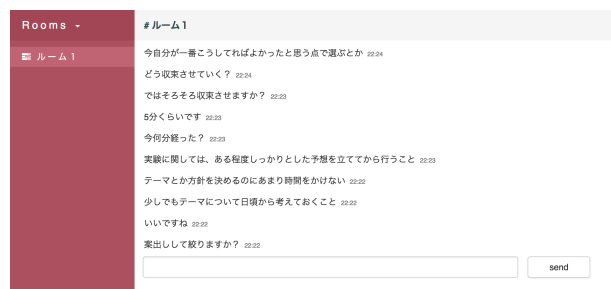 Rooms
ルーム1
# ルーム1
今自分が一番こうしてればよかったと思う点で選ぶとか 22:24
どう収束させていく？ 22:24
ではそろそろ収束させますか？ 22:23
5分くらいです 22:23
今何分経った？ 22:23
実験に関しては、ある程度しっかりとした予想を立ててから行うこと 22:23
テーマとか方針を決めるのにあまり時間をかけない 22:22
少しでもテーマについて日頃から考えておくこと 22:22
いいですね 22:22
案出しして絞りますか？ 22:22
send